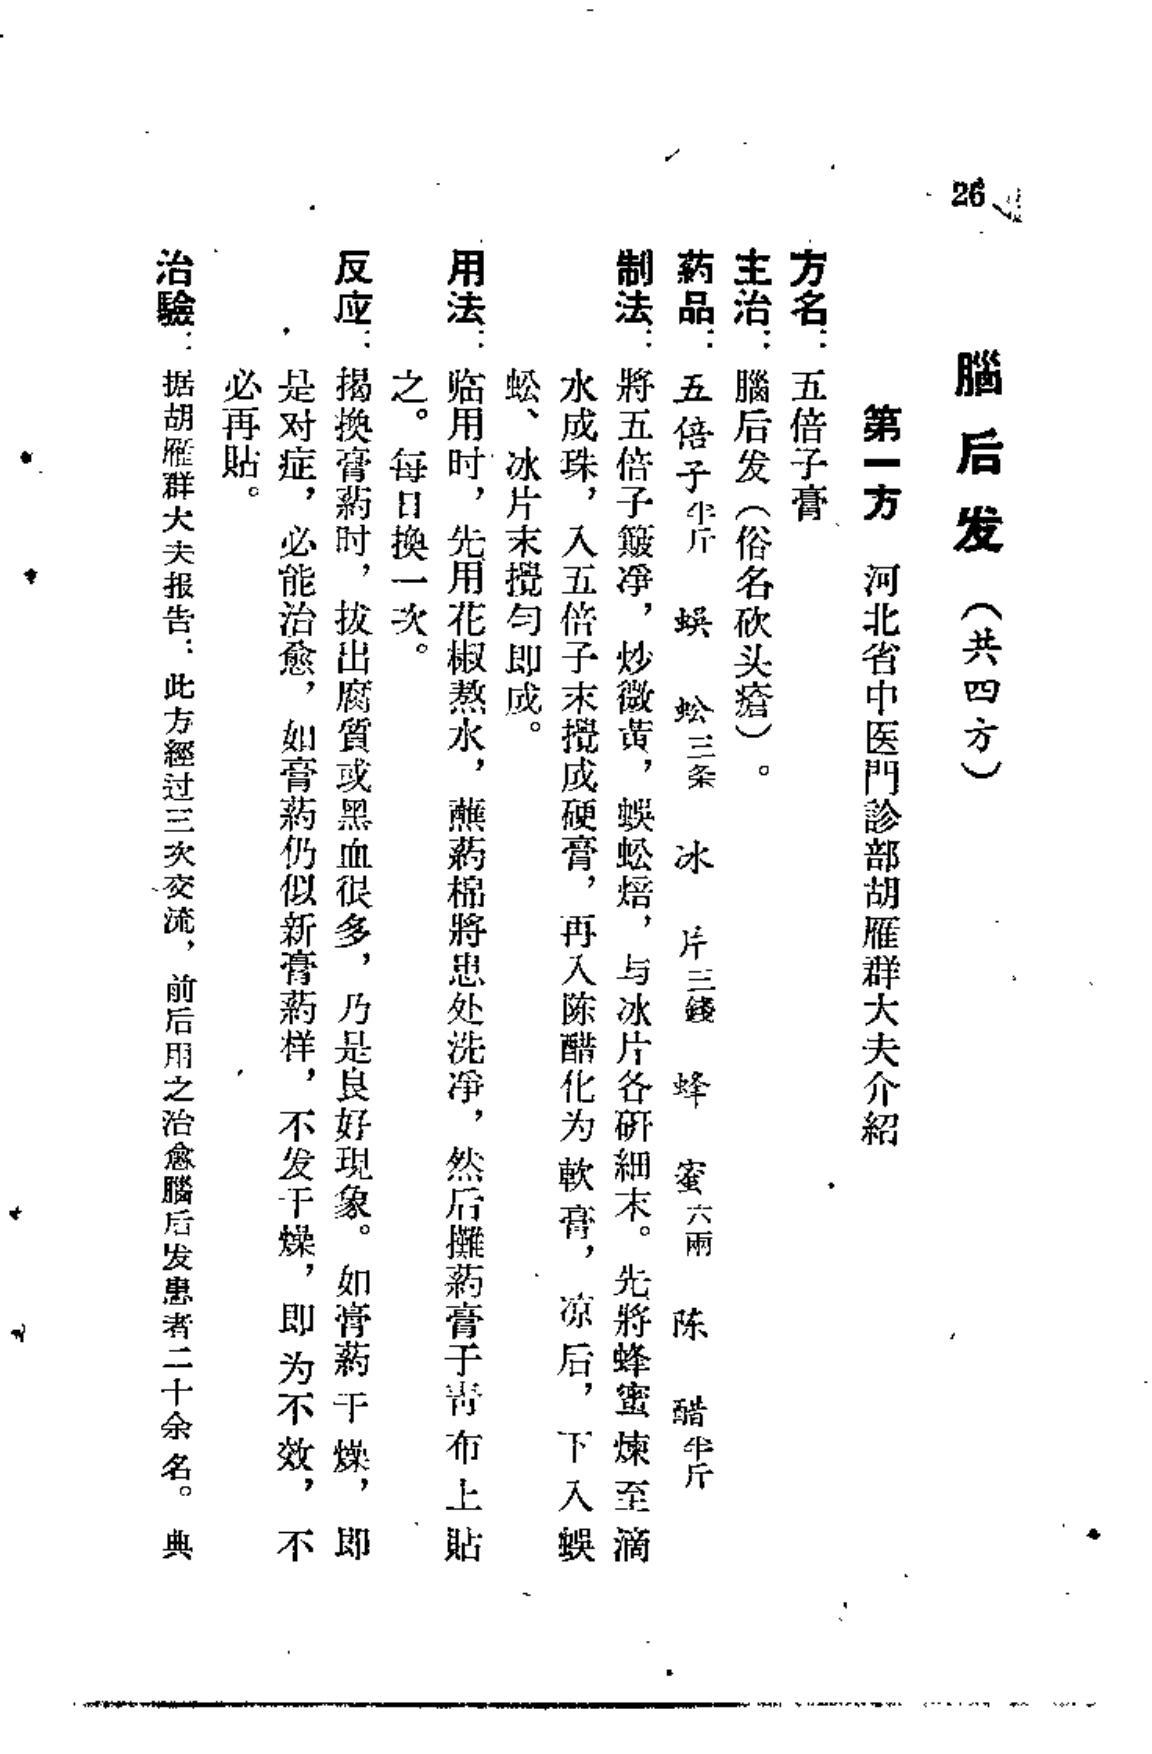 26
腦后发（共四方）
第一方　河北省中医門診部胡雁群大夫介紹
方名：五倍子膏
主治：腦后发（俗名砍头瘡）。
药品：五倍子半斤　蜈　蚣三条　冰　片三錢　蜂　蜜六兩　陈　醋半斤
制法：將五倍子簸凈，炒微黃，蜈蚣焙，与冰片各研細末。先將蜂蜜煉至滴
水成珠，入五倍子末攪成硬膏，再入陈醋化为軟膏，凉后，下入蜈
蚣、冰片末攪匀即成。
用法：临用时，先用花椒熬水，蘸药棉將患处洗凈，然后攤药膏于青布上貼
之。每日換一次。
反应：揭換膏药时，拔出腐質或黑血很多，乃是良好現象。如膏药干燥，即
是对症，必能治愈，如膏药仍似新膏药样，不发干燥，即为不效，不
必再貼。
治驗：据胡雁群大夫报告：此方經过三次交流，前后用之治愈腦后发患者二十余名。典